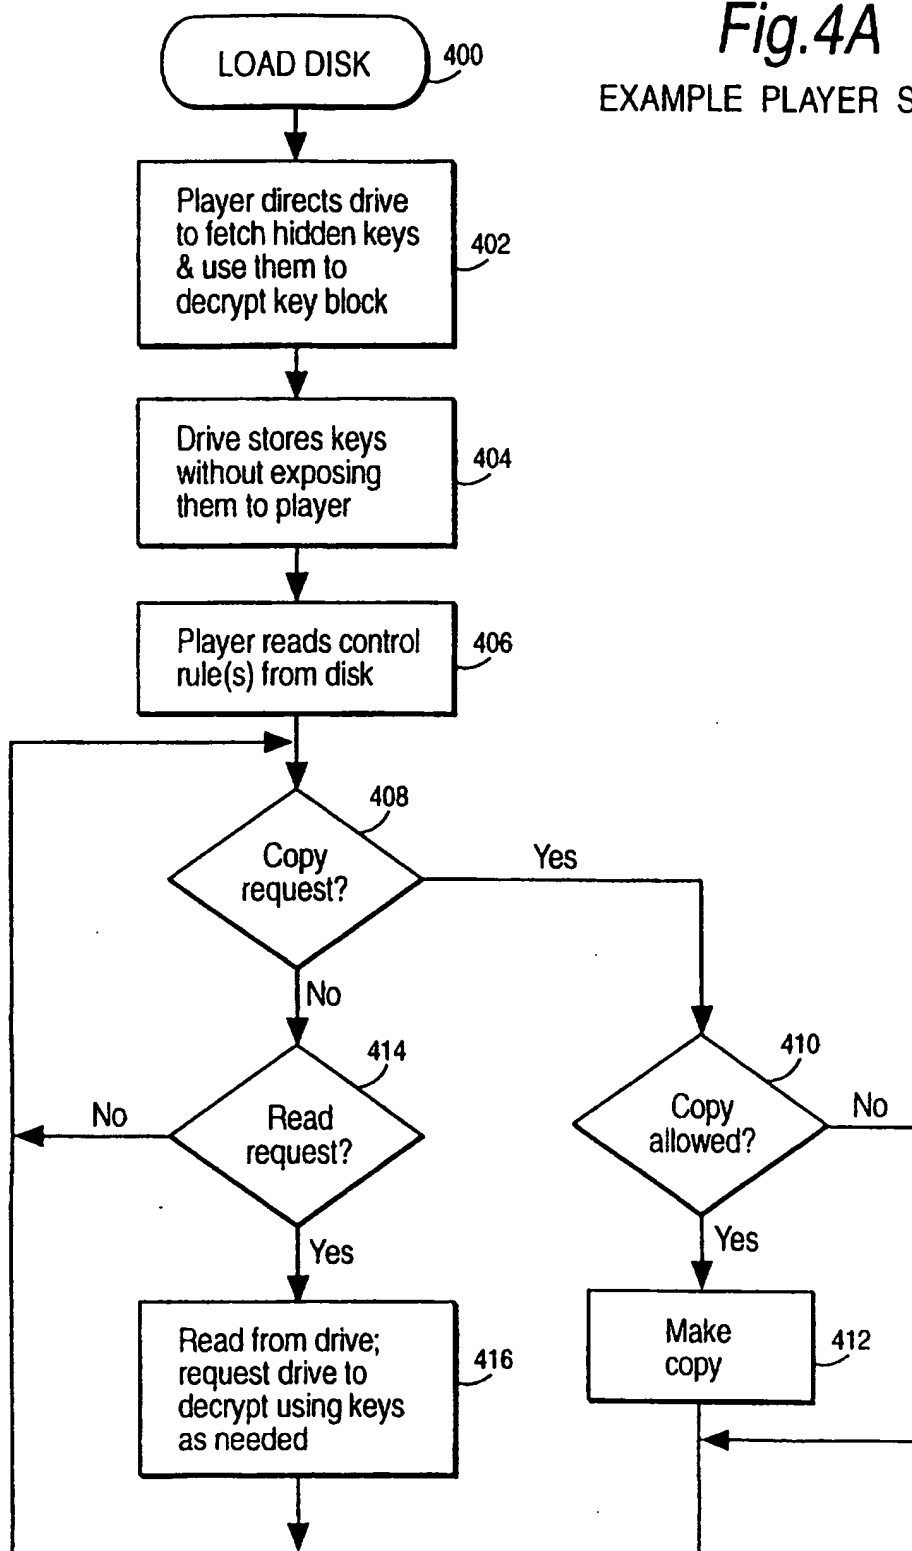 Fig.4A
EXAMPLE PLAYER S
LOAD DISK
400
Player directs drive
to fetch hidden keys
& use them to
decrypt key block
402
Drive stores keys
without exposing
them to player
404
Player reads control
rule(s) from disk
406
Copy
request?
408
Yes
No
Read
request?
414
No
Yes
Copy
allowed?
410
No
Yes
Read from drive;
request drive to
decrypt using keys
as needed
416
Make
copy
412